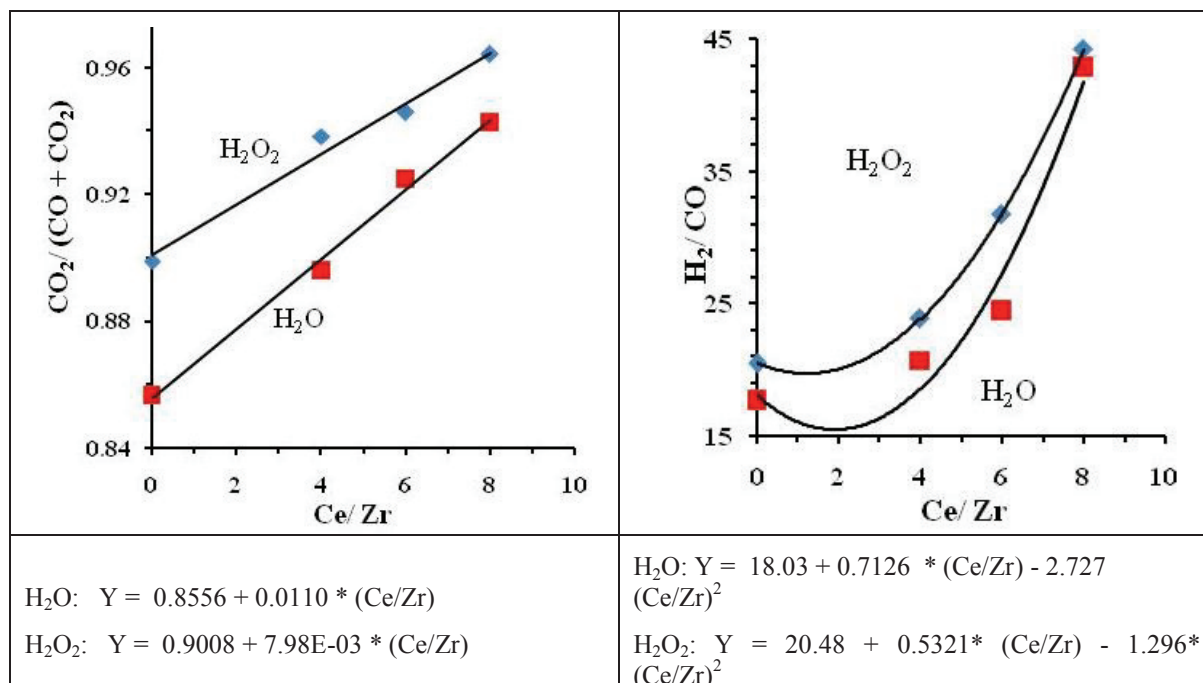 0.96
0.92
0.88
0.84
CO₂/ (CO + CO₂)
H₂O₂
H₂O
0 2 4 6 8 10
Ce/ Zr
45
35
25
15
H₂/ CO
H₂O₂
H₂O
0 2 4 6 8 10
Ce/ Zr
H₂O: Y = 0.8556 + 0.0110 * (Ce/Zr)
H₂O₂: Y = 0.9008 + 7.98E-03 * (Ce/Zr)
H₂O: Y = 18.03 + 0.7126 * (Ce/Zr) - 2.727
(Ce/Zr)²
H₂O₂: Y = 20.48 + 0.5321* (Ce/Zr) - 1.296*
(Ce/Zr)²